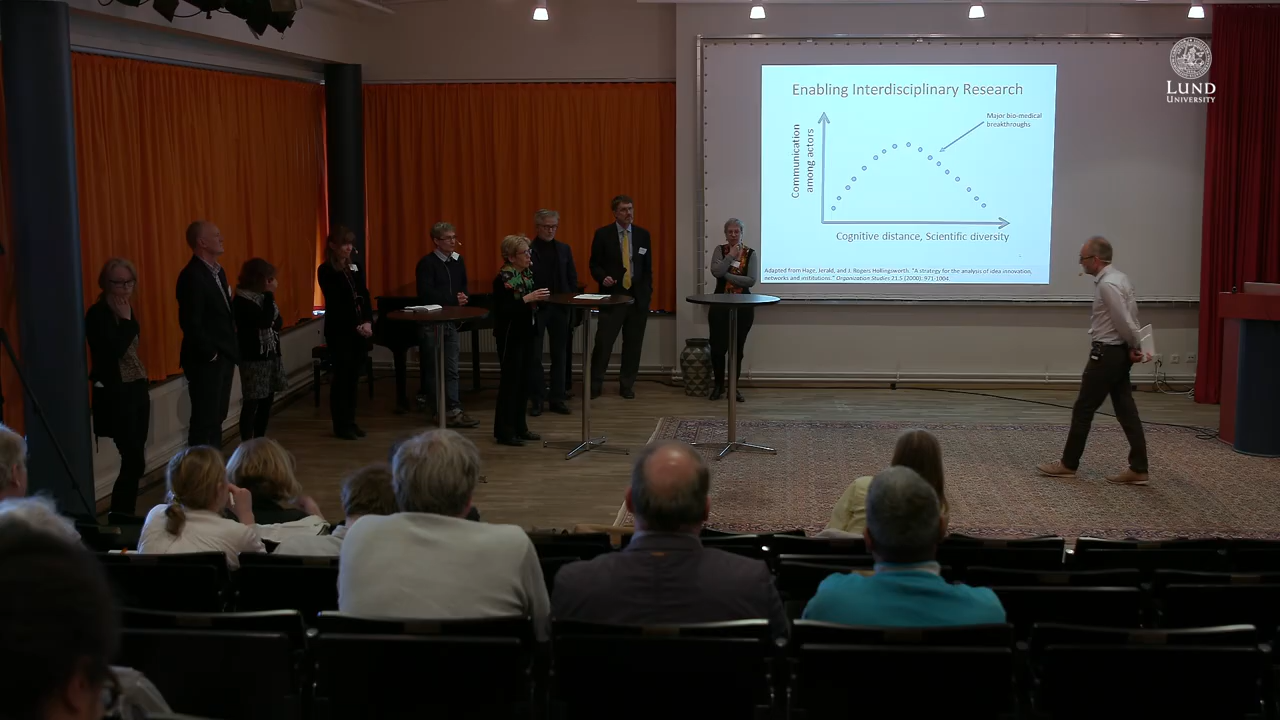 LUND
UNIVERSITY
Enabling Interdisciplinary Research
Major bio-medical
breakthroughs
Communication
among actors
Cognitive distance, Scientific diversity
Adapted from Hage, Jerald, and J. Rogers Hollingsworth. "A strategy for the analysis of idea innovation,
networks and institutions." Organization Studies 21.5 (2000): 971-1004.